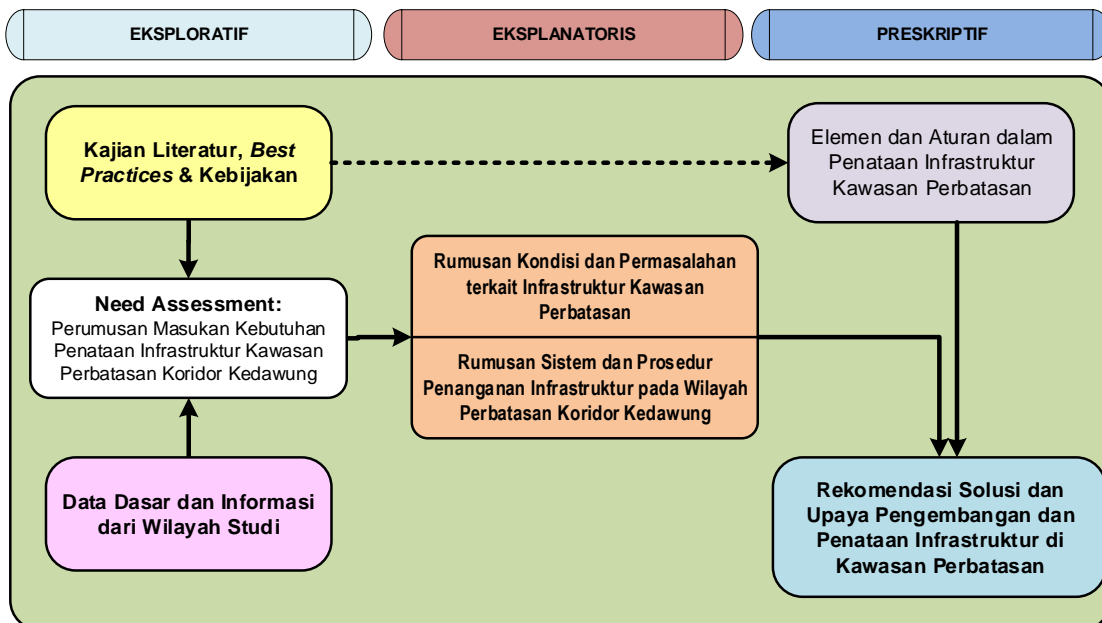 EKSPLORATIF
EKSPLANATORIS
PRESKRIPTIF
Kajian Literatur, Best
Practices & Kebijakan
Elemen dan Aturan dalam
Penataan Infrastruktur
Kawasan Perbatasan
Need Assessment:
Perumusan Masukan Kebutuhan
Penataan Infrastruktur Kawasan
Perbatasan Koridor Kedawung
Rumusan Kondisi dan Permasalahan
terkait Infrastruktur Kawasan
Perbatasan
Rumusan Sistem dan Prosedur
Penanganan Infrastruktur pada Wilayah
Perbatasan Koridor Kedawung
Data Dasar dan Informasi
dari Wilayah Studi
Rekomendasi Solusi dan
Upaya Pengembangan dan
Penataan Infrastruktur di
Kawasan Perbatasan